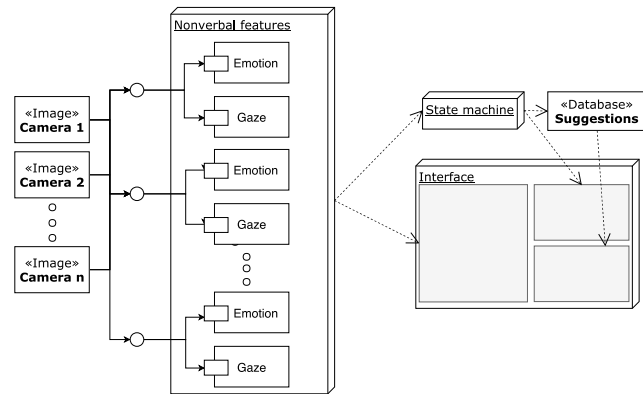 Nonverbal features
Emotion
Gaze
Emotion
Gaze
Emotion
Gaze
«Image»
Camera 1
«Image»
Camera 2
«Image»
Camera n
State machine
«Database»
Suggestions
Interface